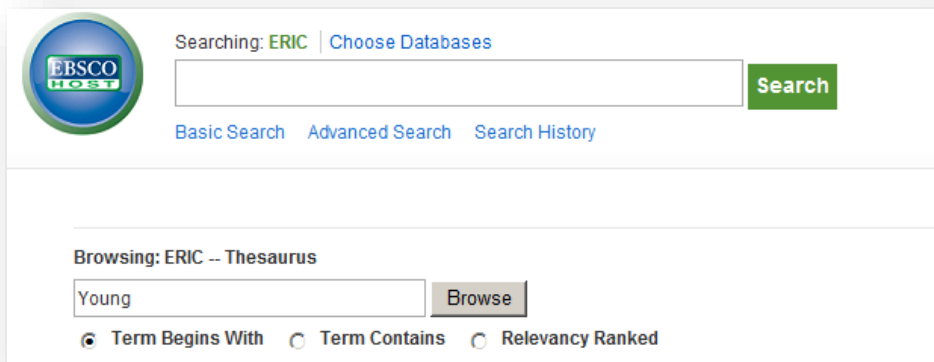 EBSCO
HOST
Searching: ERIC | Choose Databases
Search
Basic Search Advanced Search Search History
Browsing: ERIC -- Thesaurus
Young Browse
Term Begins With Term Contains Relevancy Ranked